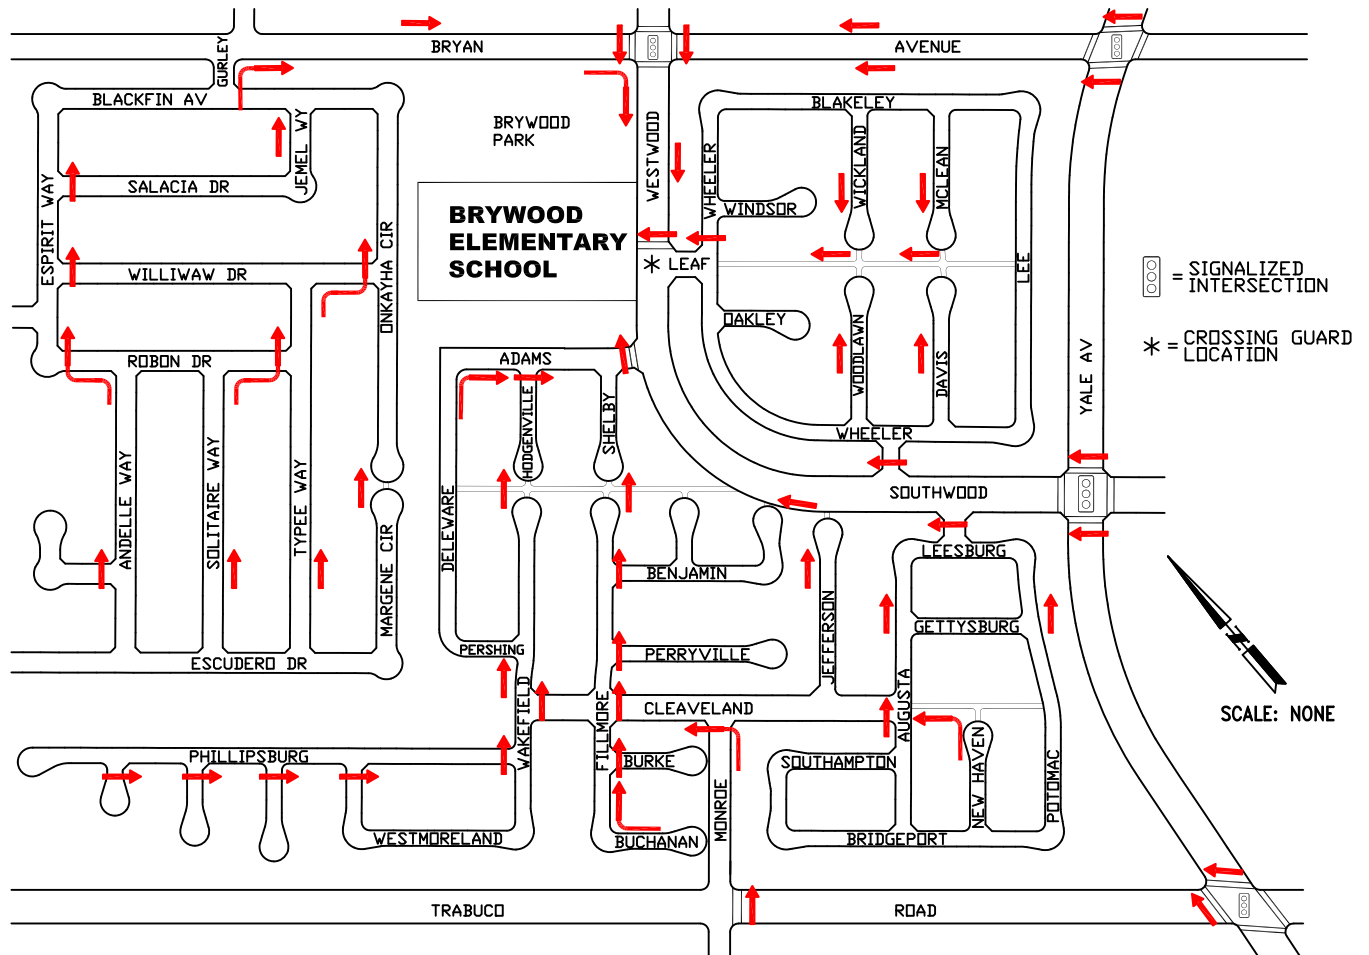 BRYAN
AVENUE
GURLEY
BLACKFIN AV
JEMEL WY
SALACIA DR
ESPIRIT WAY
WILLIWAW DR
ONKAYHA CIR
ROBON DR
ANDELLE WAY
SOLITAIRE WAY
TYPEE WAY
MARGENE CIR
ESCUDERO DR
BRYWOOD
PARK
BRYWOOD
ELEMENTARY
SCHOOL
WESTWOOD
WHEELER
BLAKELEY
WICKLAND
MCLEAN
WINDSOR
LEAF
LEE
OAKLEY
WOODLAWN
DAVIS
WHEELER
YALE AV
= SIGNALIZED
INTERSECTION
= CROSSING GUARD
LOCATION
ADAMS
HODGENVILLE
SHELBY
DELEWARE
SOUTHWOOD
LEESBURG
BENJAMIN
GETTYSBURG
JEFFERSON
PERSHING
PERRYVILLE
WAKEFIELD
FILLMORE
CLEAVELAND
AUGUSTA
N
SCALE: NONE
PHILLIPSBURG
BURKE
SOUTHAMPTON
NEW HAVEN
POTOMAC
MONROE
WESTMORELAND
BUCHANAN
BRIDGEPORT
TRABUCO
ROAD